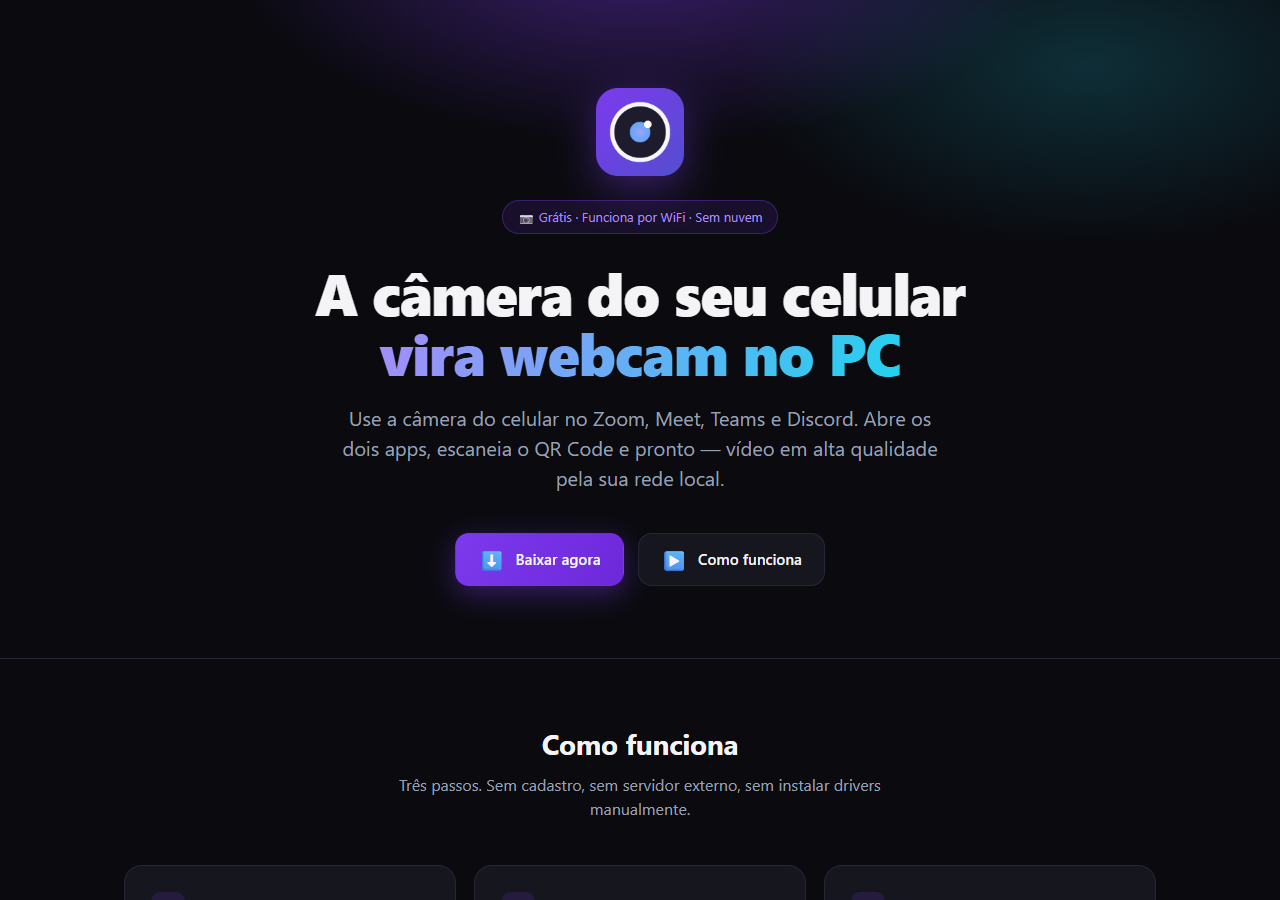 Grátis · Funciona por WiFi · Sem nuvem
A câmera do seu celular
vira webcam no PC
Use a câmera do celular no Zoom, Meet, Teams e Discord. Abre os
dois apps, escaneia o QR Code e pronto — vídeo em alta qualidade
pela sua rede local.
Baixar agora
Como funciona
Como funciona
Três passos. Sem cadastro, sem servidor externo, sem instalar drivers
manualmente.